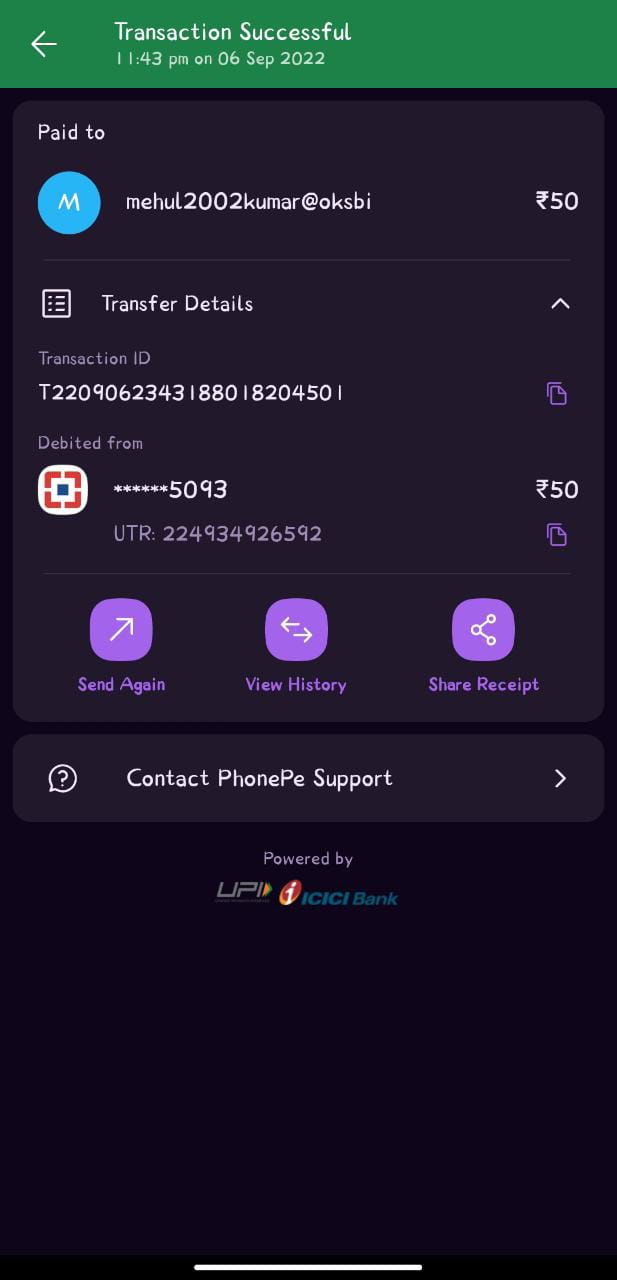 Transaction Successful
11:43 pm on 06 Sep 2022
Paid to
M
mehul2002kumar@oksbi
₹50
Transfer Details
Transaction ID
T2209062343188018204501
Debited from
******5093
₹50
UTR: 224934926592
Send Again
View History
Share Receipt
Contact PhonePe Support
Powered by
UPI
ICICI Bank